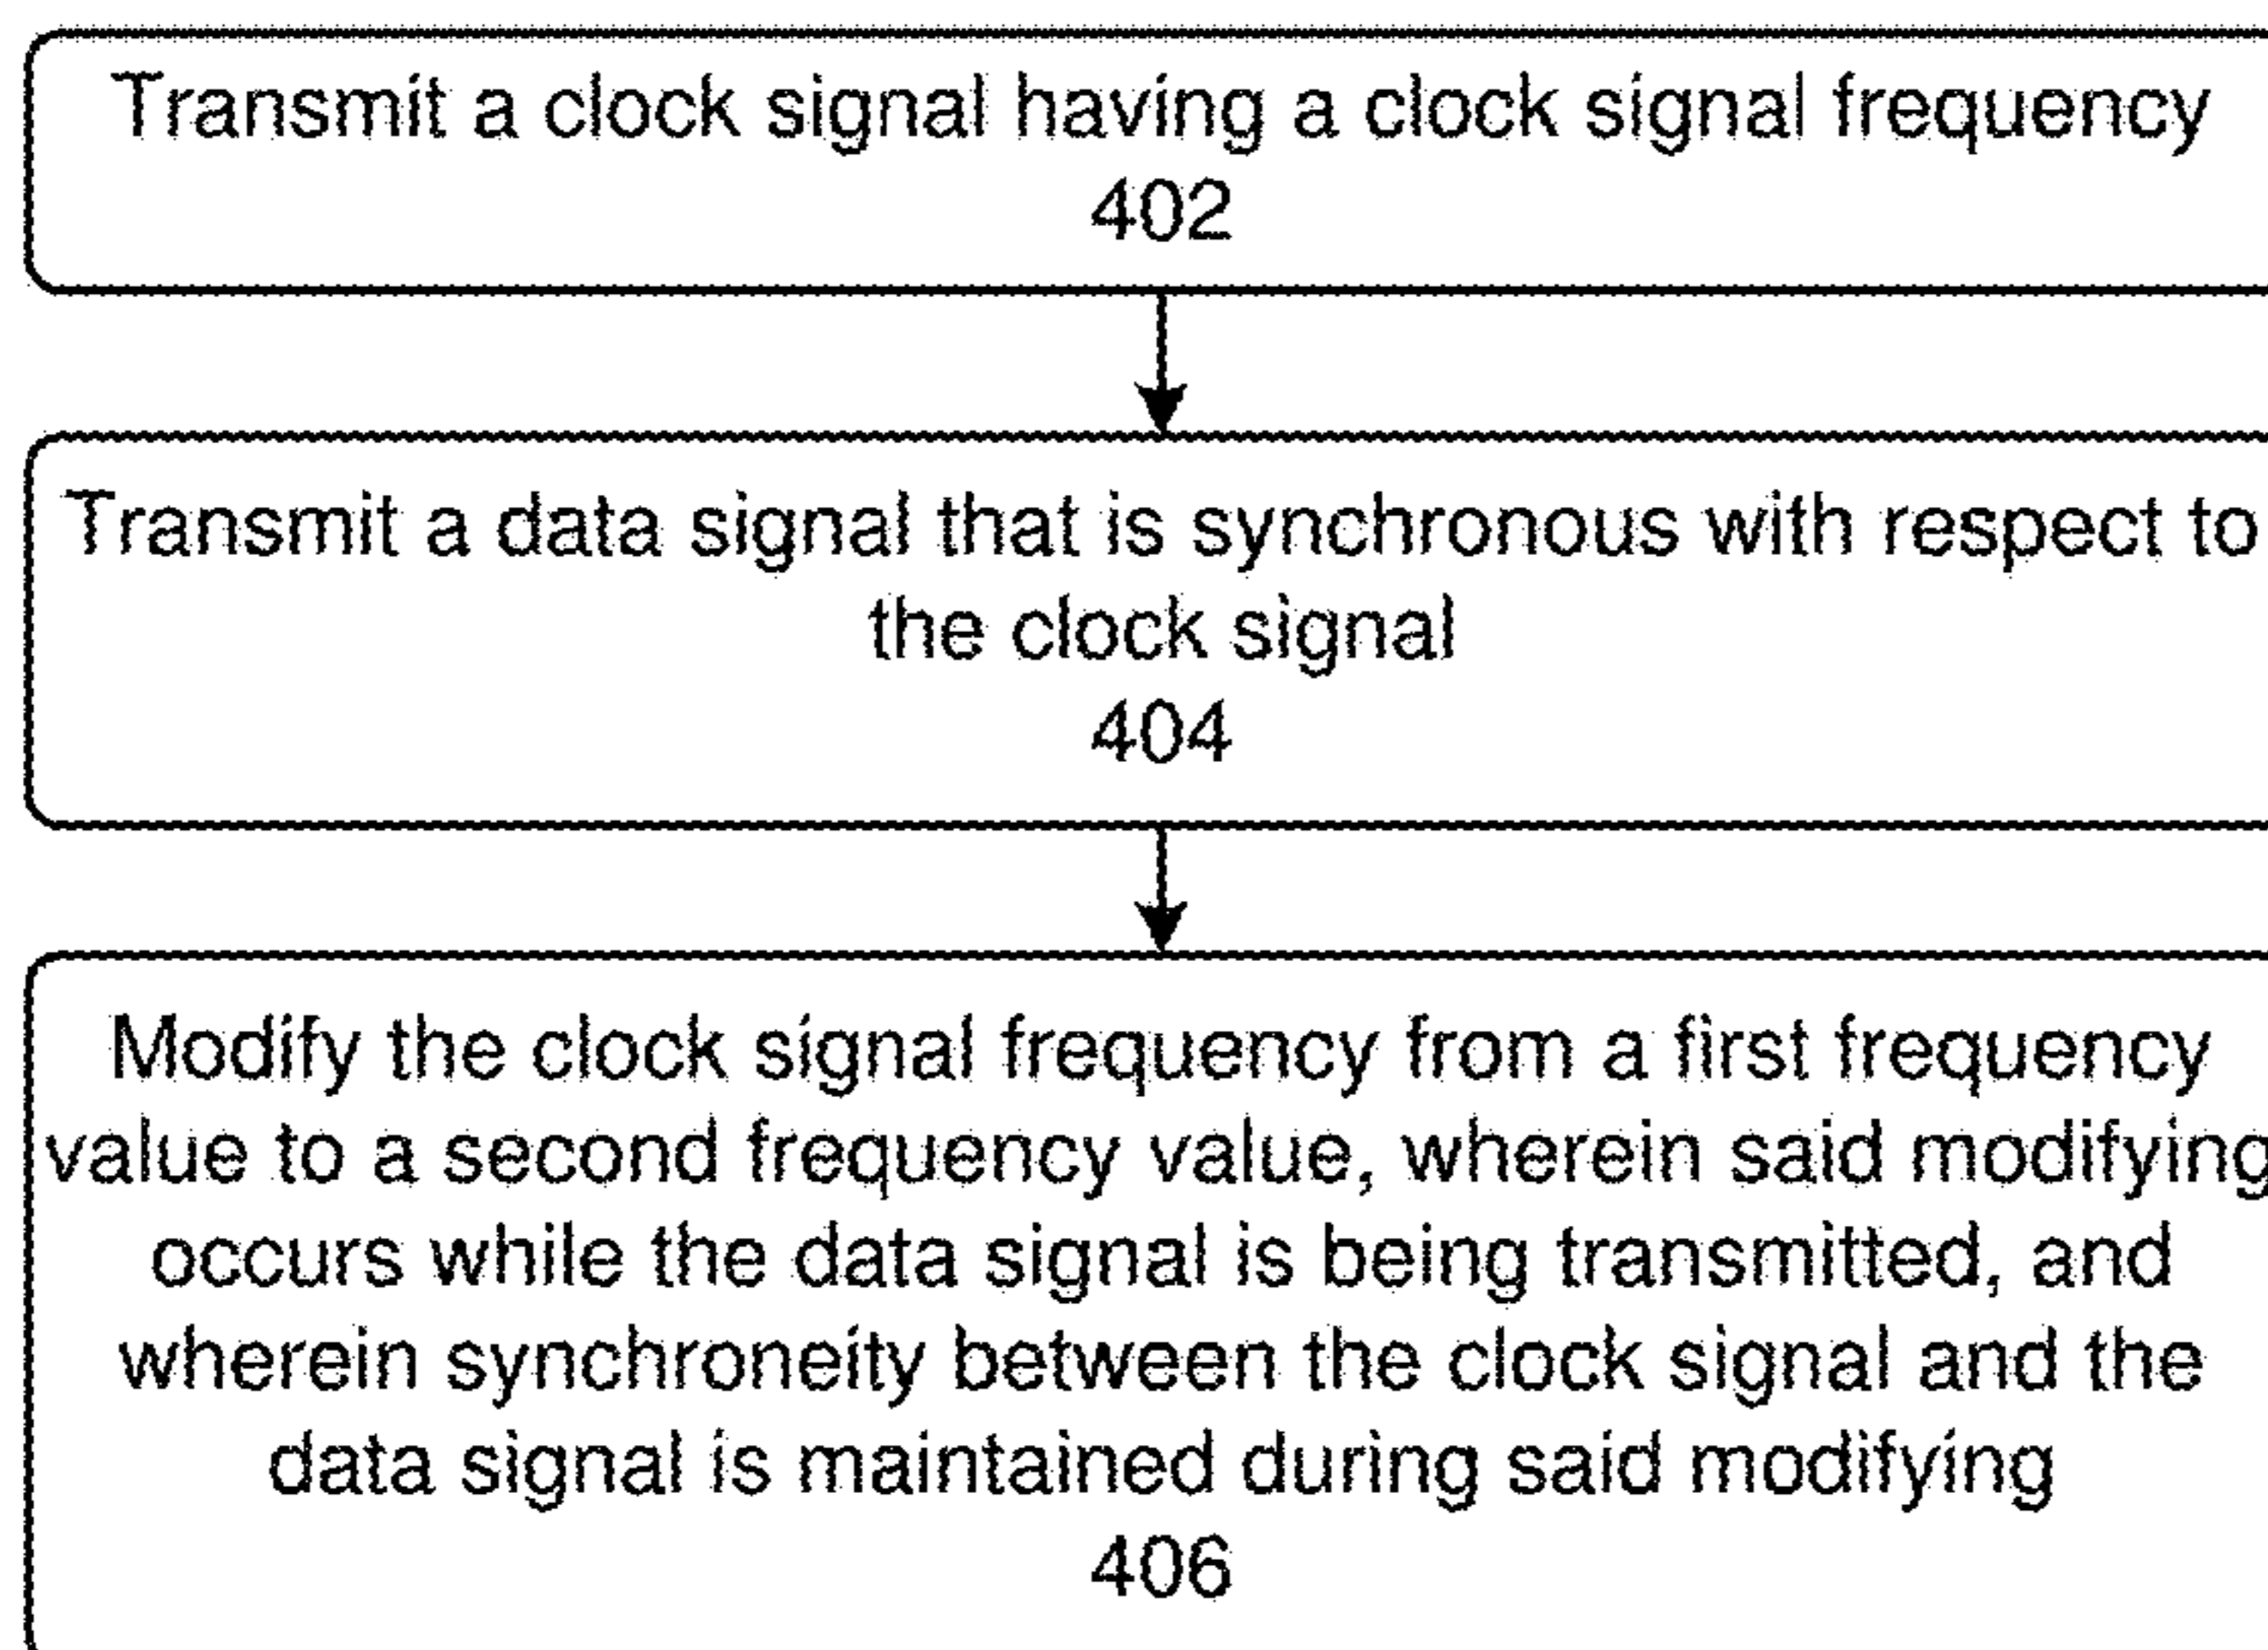 Transmit a clock signal having a clock signal frequency
402
Transmit a data signal that is synchronous with respect to
the clock signal
404
Modify the clock signal frequency from a first frequency
value to a second frequency value, wherein said modifying
occurs while the data signal is being transmitted, and
wherein synchroneity between the clock signal and the
data signal is maintained during said modifying
406